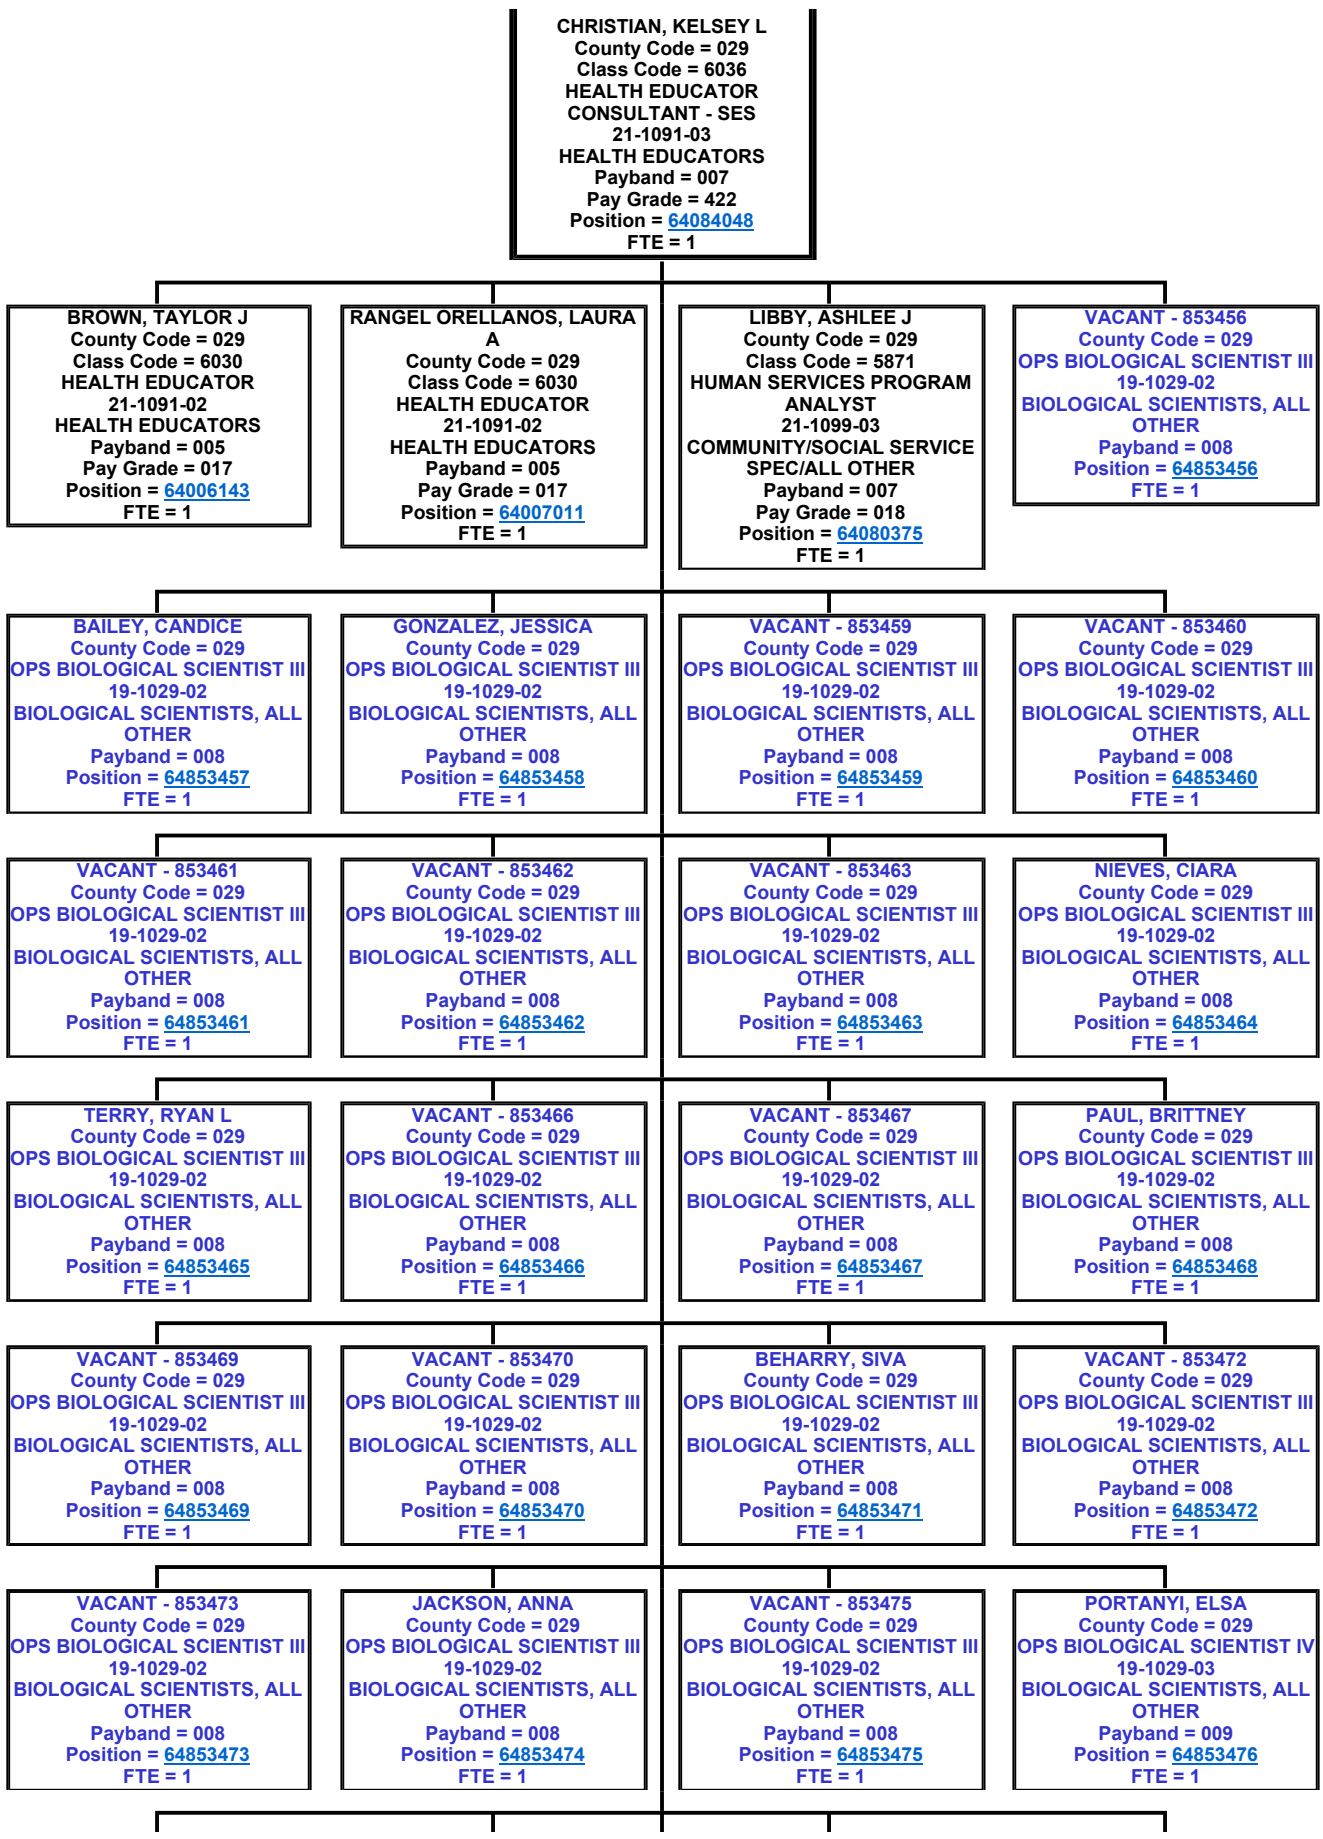 CHRISTIAN, KELSEY L
County Code = 029
Class Code = 6036
HEALTH EDUCATOR
CONSULTANT - SES
21-1091-03
HEALTH EDUCATORS
Payband = 007
Pay Grade = 422
Position = 64084048
FTE = 1
BROWN, TAYLOR J
County Code = 029
Class Code = 6030
HEALTH EDUCATOR
21-1091-02
HEALTH EDUCATORS
Payband = 005
Pay Grade = 017
Position = 64006143
FTE = 1
RANGEL ORELLANOS, LAURA
A
County Code = 029
Class Code = 6030
HEALTH EDUCATOR
21-1091-02
HEALTH EDUCATORS
Payband = 005
Pay Grade = 017
Position = 64007011
FTE = 1
LIBBY, ASHLEE J
County Code = 029
Class Code = 5871
HUMAN SERVICES PROGRAM
ANALYST
21-1099-03
COMMUNITY/SOCIAL SERVICE
SPEC/ALL OTHER
Payband = 007
Pay Grade = 018
Position = 64080375
FTE = 1
VACANT - 853456
County Code = 029
OPS BIOLOGICAL SCIENTIST III
19-1029-02
BIOLOGICAL SCIENTISTS, ALL
OTHER
Payband = 008
Position = 64853456
FTE = 1
BAILEY, CANDICE
County Code = 029
OPS BIOLOGICAL SCIENTIST III
19-1029-02
BIOLOGICAL SCIENTISTS, ALL
OTHER
Payband = 008
Position = 64853457
FTE = 1
GONZALEZ, JESSICA
County Code = 029
OPS BIOLOGICAL SCIENTIST III
19-1029-02
BIOLOGICAL SCIENTISTS, ALL
OTHER
Payband = 008
Position = 64853458
FTE = 1
VACANT - 853459
County Code = 029
OPS BIOLOGICAL SCIENTIST III
19-1029-02
BIOLOGICAL SCIENTISTS, ALL
OTHER
Payband = 008
Position = 64853459
FTE = 1
VACANT - 853460
County Code = 029
OPS BIOLOGICAL SCIENTIST III
19-1029-02
BIOLOGICAL SCIENTISTS, ALL
OTHER
Payband = 008
Position = 64853460
FTE = 1
VACANT - 853461
County Code = 029
OPS BIOLOGICAL SCIENTIST III
19-1029-02
BIOLOGICAL SCIENTISTS, ALL
OTHER
Payband = 008
Position = 64853461
FTE = 1
VACANT - 853462
County Code = 029
OPS BIOLOGICAL SCIENTIST III
19-1029-02
BIOLOGICAL SCIENTISTS, ALL
OTHER
Payband = 008
Position = 64853462
FTE = 1
VACANT - 853463
County Code = 029
OPS BIOLOGICAL SCIENTIST III
19-1029-02
BIOLOGICAL SCIENTISTS, ALL
OTHER
Payband = 008
Position = 64853463
FTE = 1
NIEVES, CIARA
County Code = 029
OPS BIOLOGICAL SCIENTIST III
19-1029-02
BIOLOGICAL SCIENTISTS, ALL
OTHER
Payband = 008
Position = 64853464
FTE = 1
TERRY, RYAN L
County Code = 029
OPS BIOLOGICAL SCIENTIST III
19-1029-02
BIOLOGICAL SCIENTISTS, ALL
OTHER
Payband = 008
Position = 64853465
FTE = 1
VACANT - 853466
County Code = 029
OPS BIOLOGICAL SCIENTIST III
19-1029-02
BIOLOGICAL SCIENTISTS, ALL
OTHER
Payband = 008
Position = 64853466
FTE = 1
VACANT - 853467
County Code = 029
OPS BIOLOGICAL SCIENTIST III
19-1029-02
BIOLOGICAL SCIENTISTS, ALL
OTHER
Payband = 008
Position = 64853467
FTE = 1
PAUL, BRITTNEY
County Code = 029
OPS BIOLOGICAL SCIENTIST III
19-1029-02
BIOLOGICAL SCIENTISTS, ALL
OTHER
Payband = 008
Position = 64853468
FTE = 1
VACANT - 853469
County Code = 029
OPS BIOLOGICAL SCIENTIST III
19-1029-02
BIOLOGICAL SCIENTISTS, ALL
OTHER
Payband = 008
Position = 64853469
FTE = 1
VACANT - 853470
County Code = 029
OPS BIOLOGICAL SCIENTIST III
19-1029-02
BIOLOGICAL SCIENTISTS, ALL
OTHER
Payband = 008
Position = 64853470
FTE = 1
BEHARRY, SIVA
County Code = 029
OPS BIOLOGICAL SCIENTIST III
19-1029-02
BIOLOGICAL SCIENTISTS, ALL
OTHER
Payband = 008
Position = 64853471
FTE = 1
VACANT - 853472
County Code = 029
OPS BIOLOGICAL SCIENTIST III
19-1029-02
BIOLOGICAL SCIENTISTS, ALL
OTHER
Payband = 008
Position = 64853472
FTE = 1
VACANT - 853473
County Code = 029
OPS BIOLOGICAL SCIENTIST III
19-1029-02
BIOLOGICAL SCIENTISTS, ALL
OTHER
Payband = 008
Position = 64853473
FTE = 1
JACKSON, ANNA
County Code = 029
OPS BIOLOGICAL SCIENTIST III
19-1029-02
BIOLOGICAL SCIENTISTS, ALL
OTHER
Payband = 008
Position = 64853474
FTE = 1
VACANT - 853475
County Code = 029
OPS BIOLOGICAL SCIENTIST III
19-1029-02
BIOLOGICAL SCIENTISTS, ALL
OTHER
Payband = 008
Position = 64853475
FTE = 1
PORTANYI, ELSA
County Code = 029
OPS BIOLOGICAL SCIENTIST IV
19-1029-03
BIOLOGICAL SCIENTISTS, ALL
OTHER
Payband = 009
Position = 64853476
FTE = 1